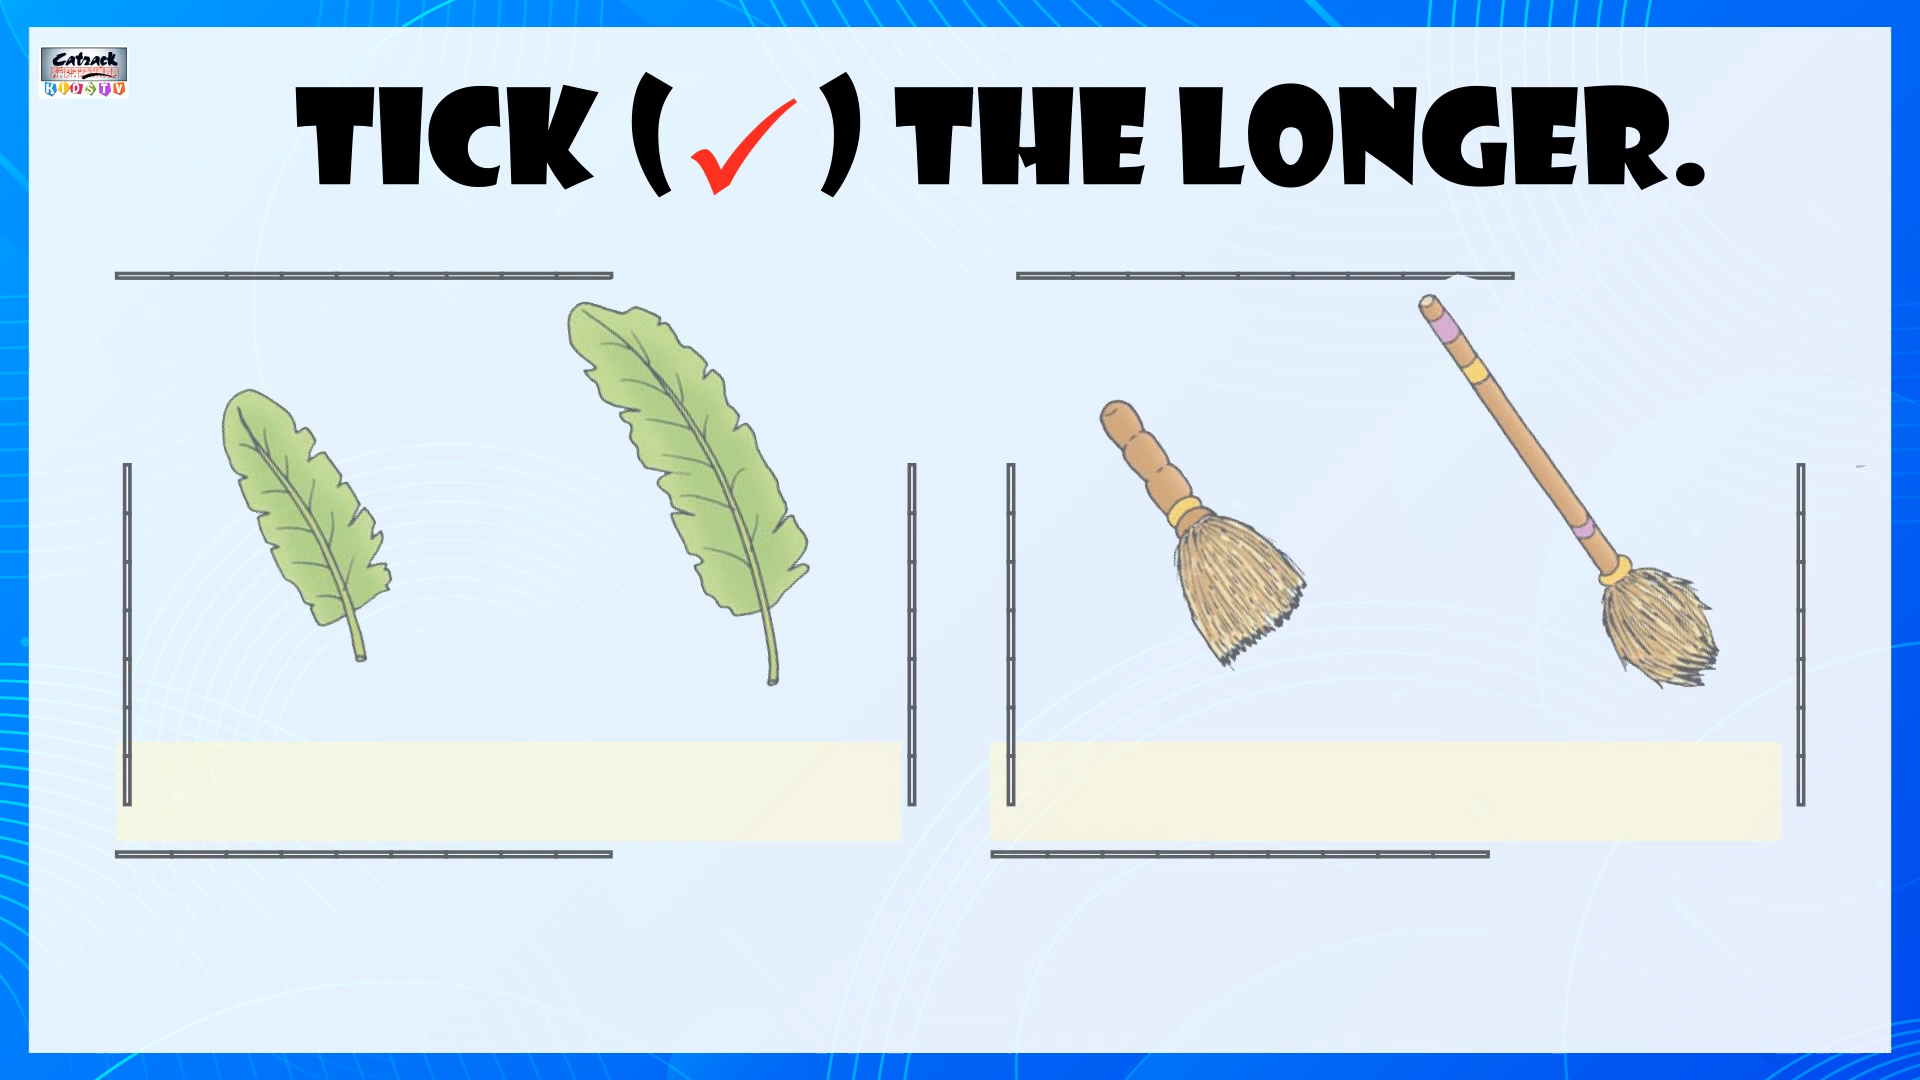 Catrack
KIDS TV
TICK (✓) THE LONGER.